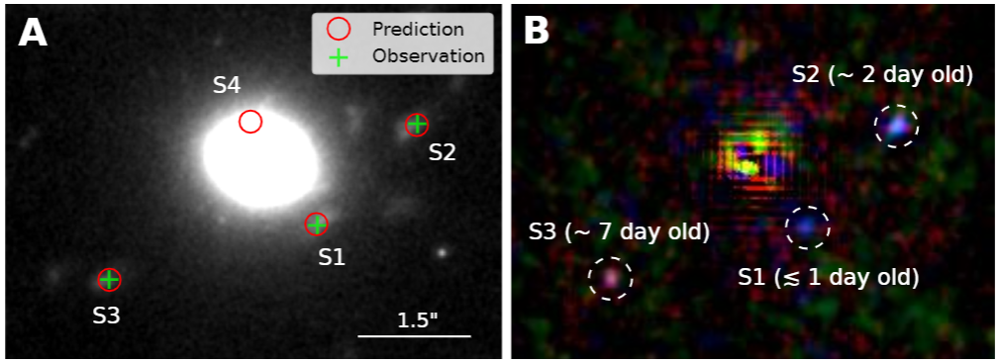 A
Prediction
Observation
S4
S2
S1
S3
1.5"
B
S2 (~ 2 day old)
S3 (~ 7 day old)
S1 (≲ 1 day old)